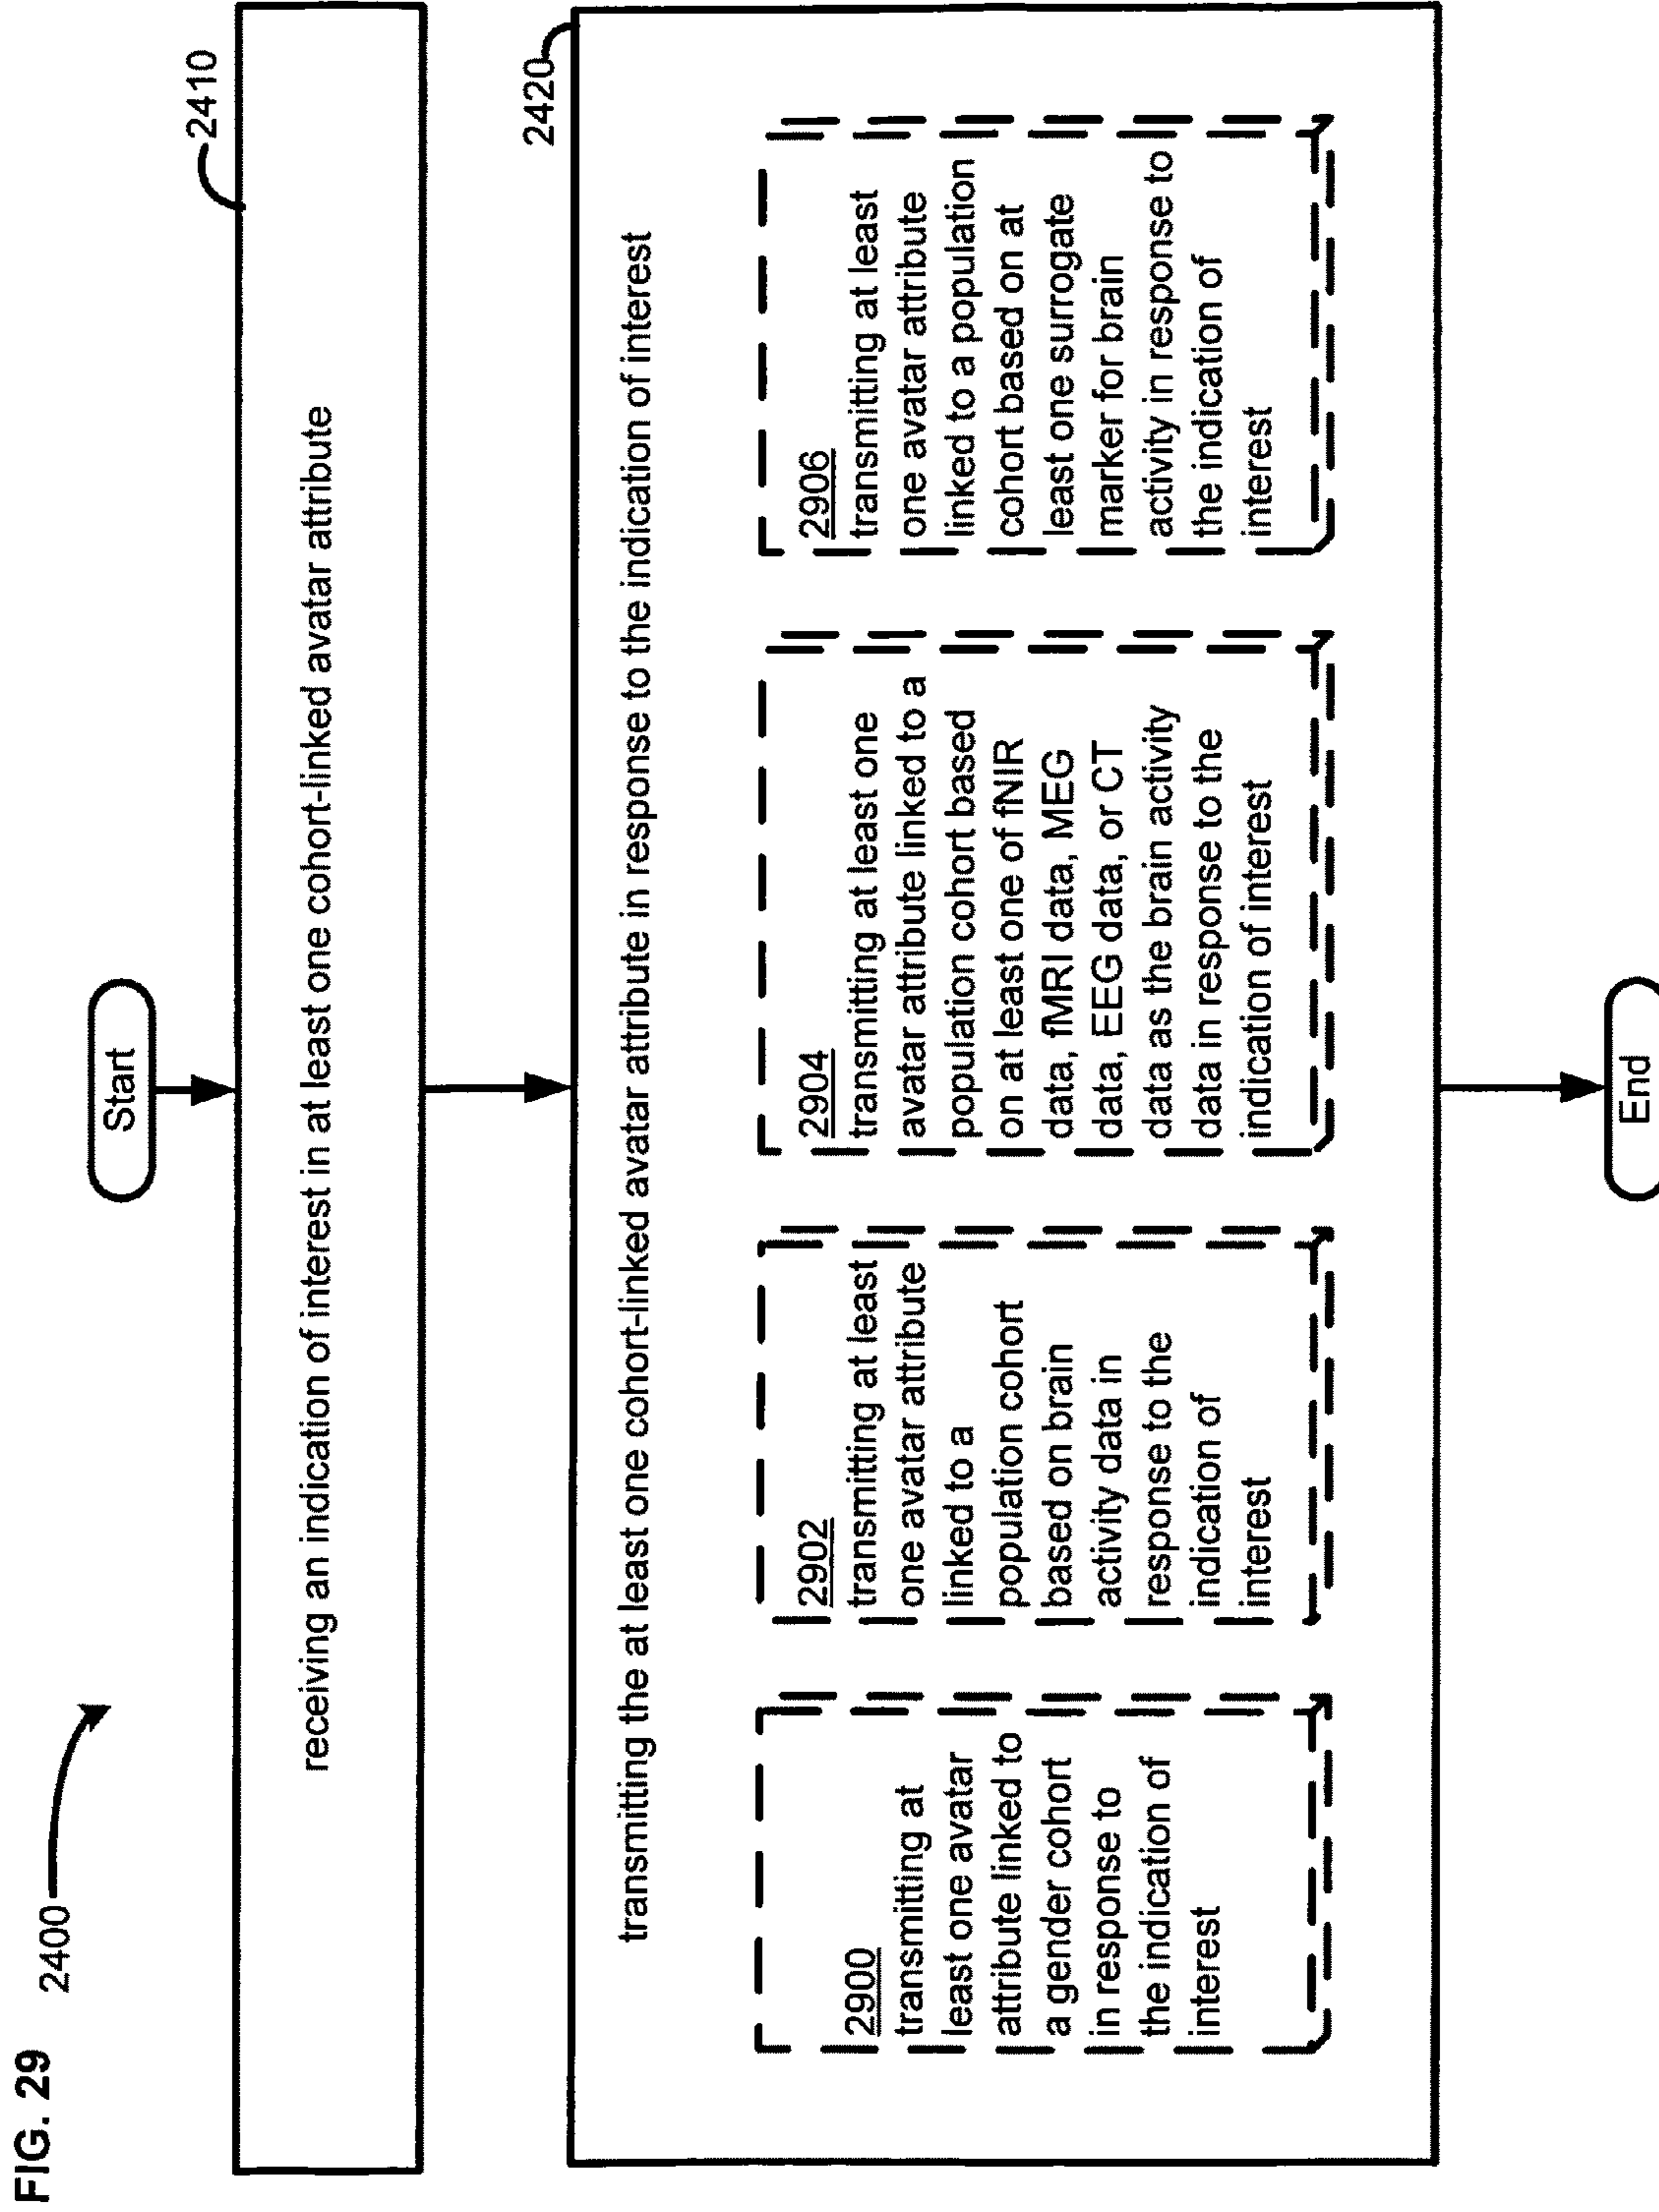 FIG. 29
2400
Start
2410
receiving an indication of interest in at least one cohort-linked avatar attribute
2420
transmitting the at least one cohort-linked avatar attribute in response to the indication of interest
2900
transmitting at
least one avatar
attribute linked to
a gender cohort
in response to
the indication of
interest
2902
transmitting at least
one avatar attribute
linked to a
population cohort
based on brain
activity data in
response to the
indication of
interest
2904
transmitting at least one
avatar attribute linked to a
population cohort based
on at least one of fNIR
data, fMRI data, MEG
data, EEG data, or CT
data as the brain activity
data in response to the
indication of interest
2906
transmitting at least
one avatar attribute
linked to a population
cohort based on at
least one surrogate
marker for brain
activity in response to
the indication of
interest
End